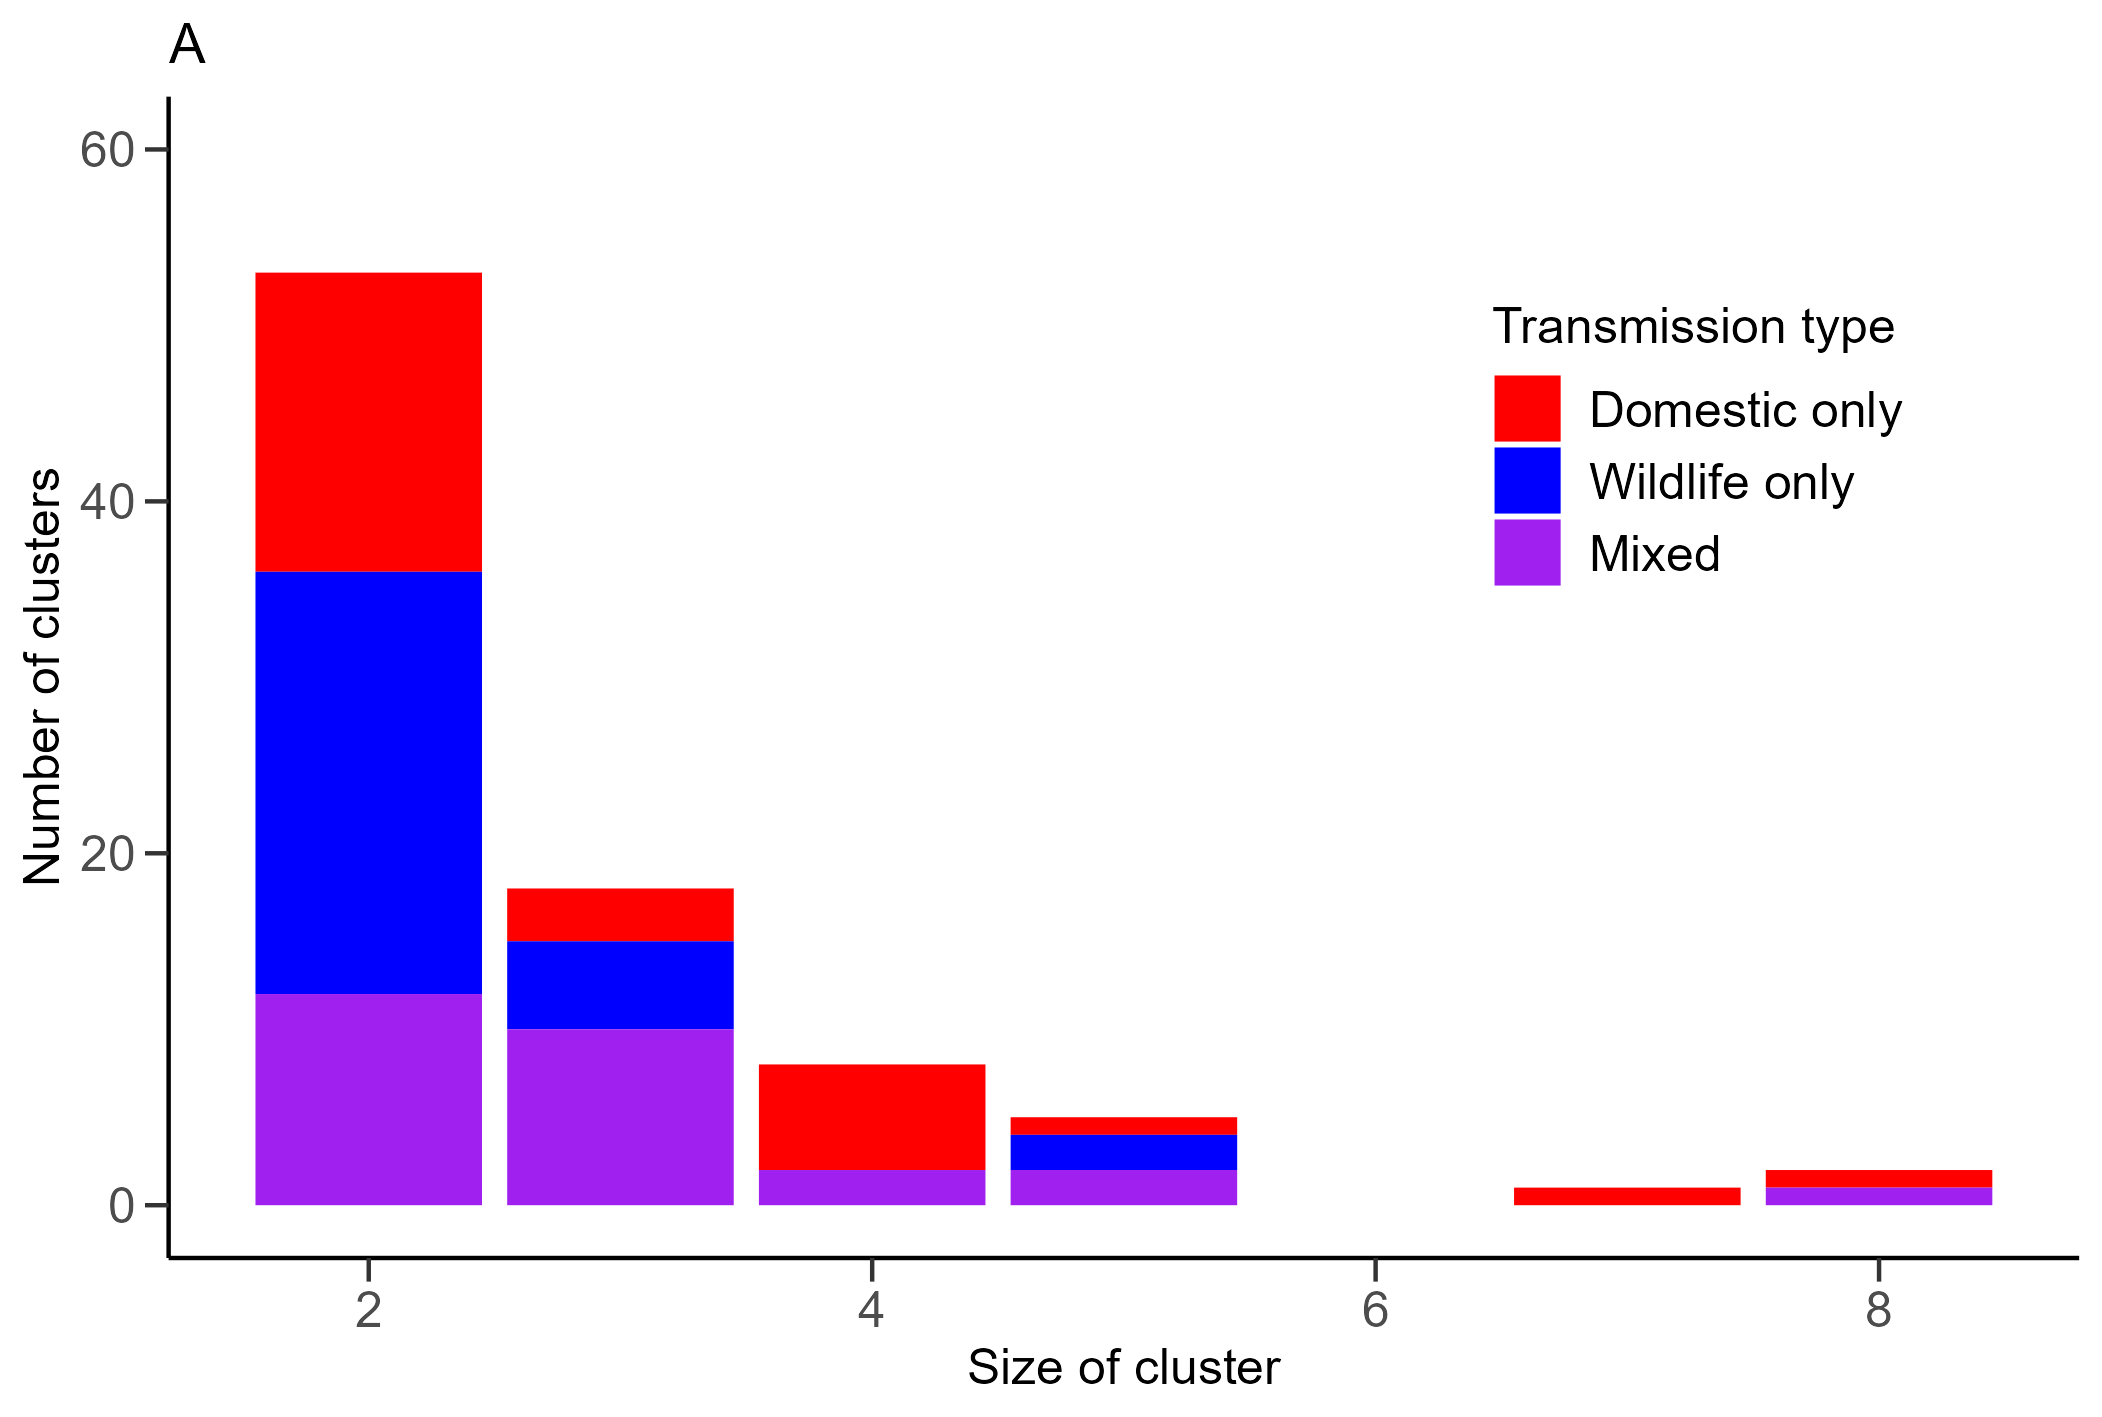 A
60
40
20
0
Number of clusters
Transmission type
Domestic only
Wildlife only
Mixed
2 4 6 8
Size of cluster